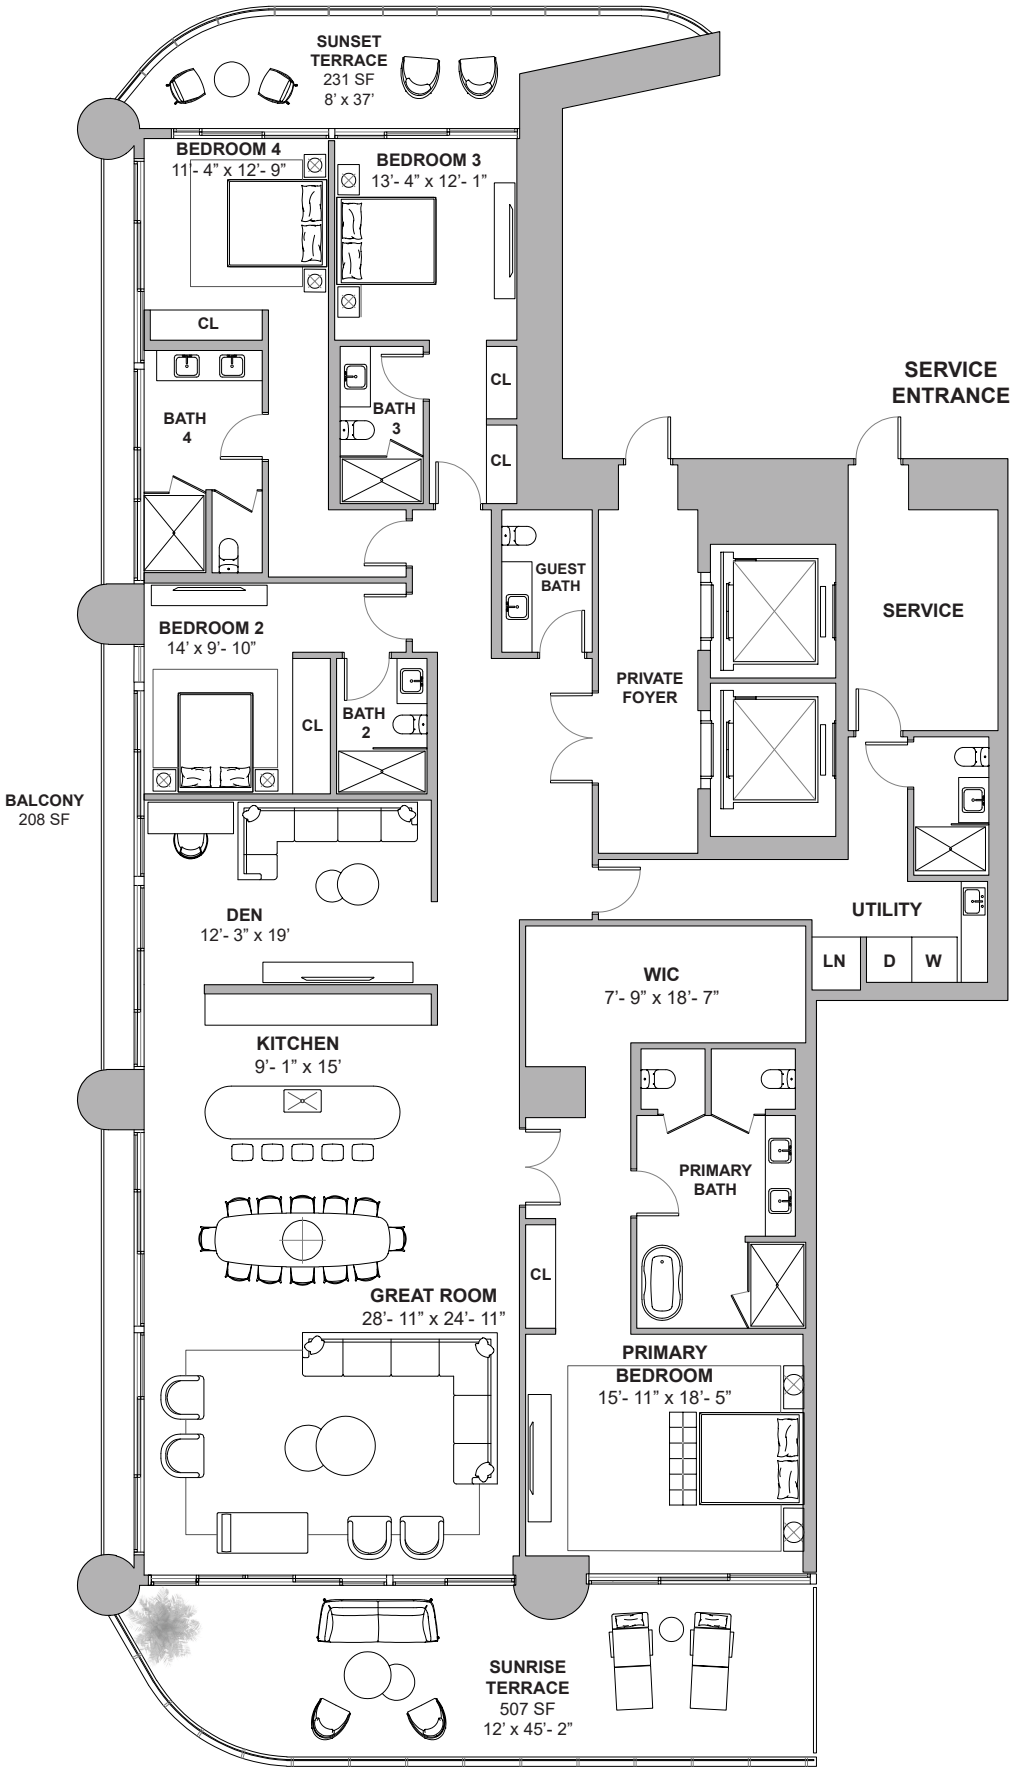 SUNSET
TERRACE
231 SF
8' x 37'
BEDROOM 4
11'- 4” x 12'- 9”
BEDROOM 3
13'- 4” x 12'- 1”
CL
CL
CL
BATH
4
BATH
3
SERVICE
ENTRANCE
GUEST
BATH
SERVICE
BEDROOM 2
14’ x 9’- 10”
PRIVATE
FOYER
CL
BATH
2
BALCONY
208 SF
DEN
12’- 3” x 19’
UTILITY
LN
D
W
WIC
7’- 9” x 18’- 7”
KITCHEN
9’- 1” x 15’
PRIMARY
BATH
CL
GREAT ROOM
28’- 11” x 24’- 11”
PRIMARY
BEDROOM
15’- 11” x 18’- 5”
SUNRISE
TERRACE
507 SF
12’ x 45’- 2”